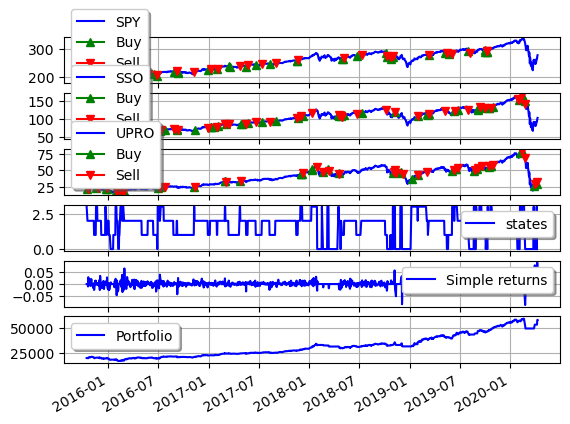 SPY
Buy
Sell
300
200
SSO
Buy
150
100
50
UPRO
Buy
Sell
75
50
25
2.5
0.0
states
0.05
0.00
−0.05
Simple returns
50000
25000
Portfolio
2016-01
2016-07
2017-01
2017-07
2018-01
2018-07
2019-01
2019-07
2020-01